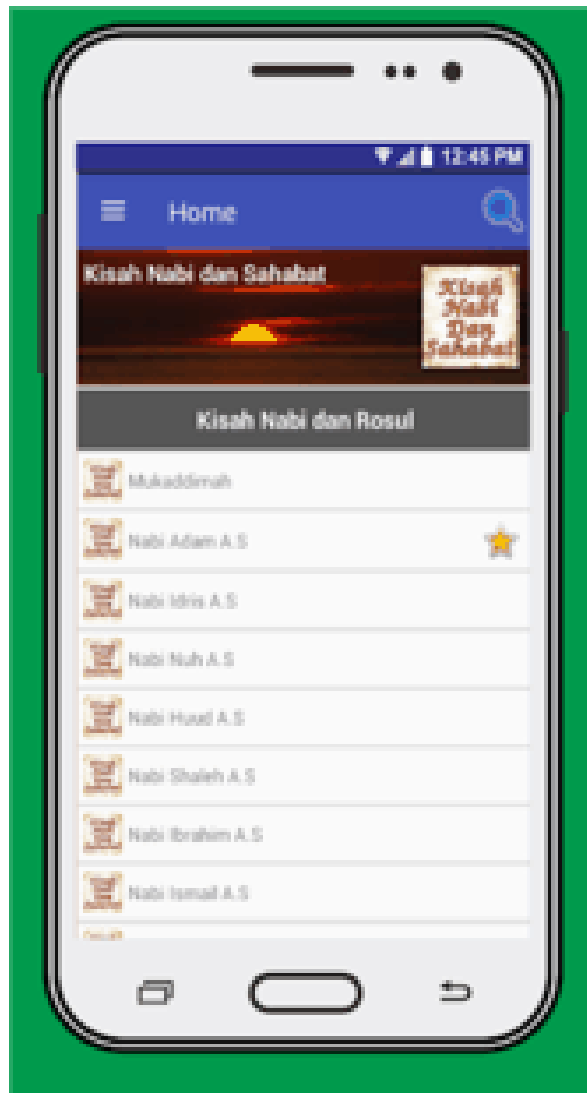 12:45 PM
Home
Kisah Nabi dan Sahabat
Kisah
Nabi
Dan
Sahabat
Kisah Nabi dan Rosul
Mukaddimah
Nabi Adam A.S
Nabi Idris A.S
Nabi Nuh A.S
Nabi Huud A.S
Nabi Shaleh A.S
Nabi Ibrahim A.S
Nabi Ismail A.S